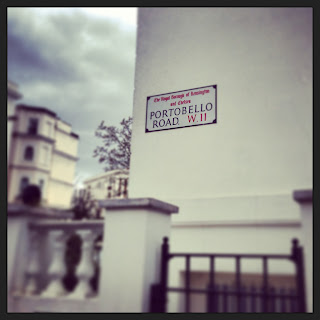 The Royal Borough of Kensington
and Chelsea
PORTOBELLO
ROAD, W.11